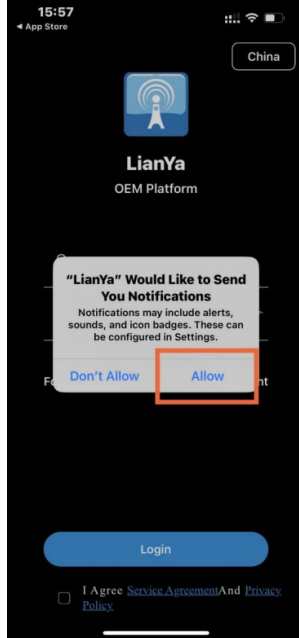 15:57
◀ App Store
China
LianYa
OEM Platform
"LianYa" Would Like to Send
You Notifications
Notifications may include alerts,
sounds, and icon badges. These can
be configured in Settings.
Don't Allow
Allow
Login
I Agree Service AgreementAnd Privacy
Policy